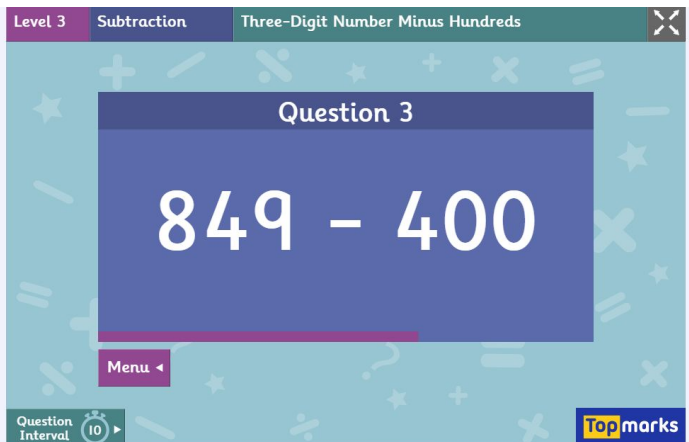 Level 3 Subtraction Three-Digit Number Minus Hundreds
Question 3
849 - 400
Menu
Question
Interval 10
Topmarks